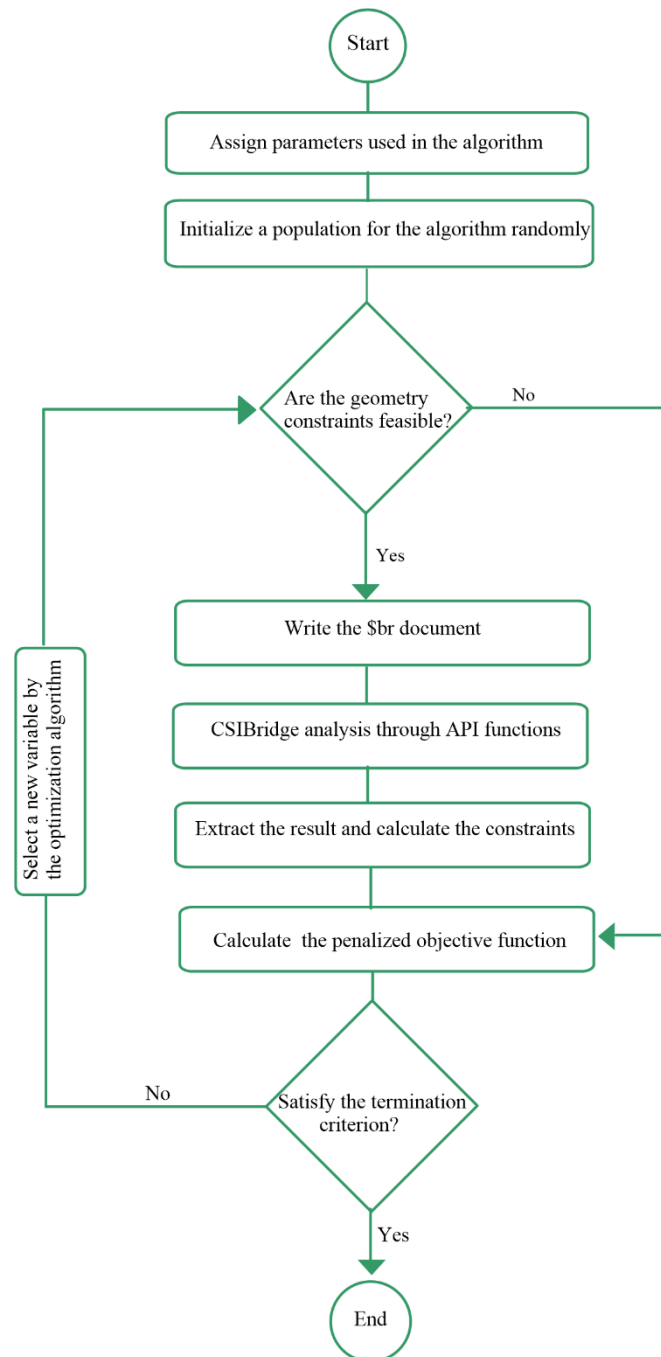 Start
Assign parameters used in the algorithm
Initialize a population for the algorithm randomly
Are the geometry
constraints feasible?
No
Yes
Write the $br document
CSIBridge analysis through API functions
Extract the result and calculate the constraints
Calculate the penalized objective function
Select a new variable by
the optimization algorithm
No
Satisfy the termination
criterion?
Yes
End